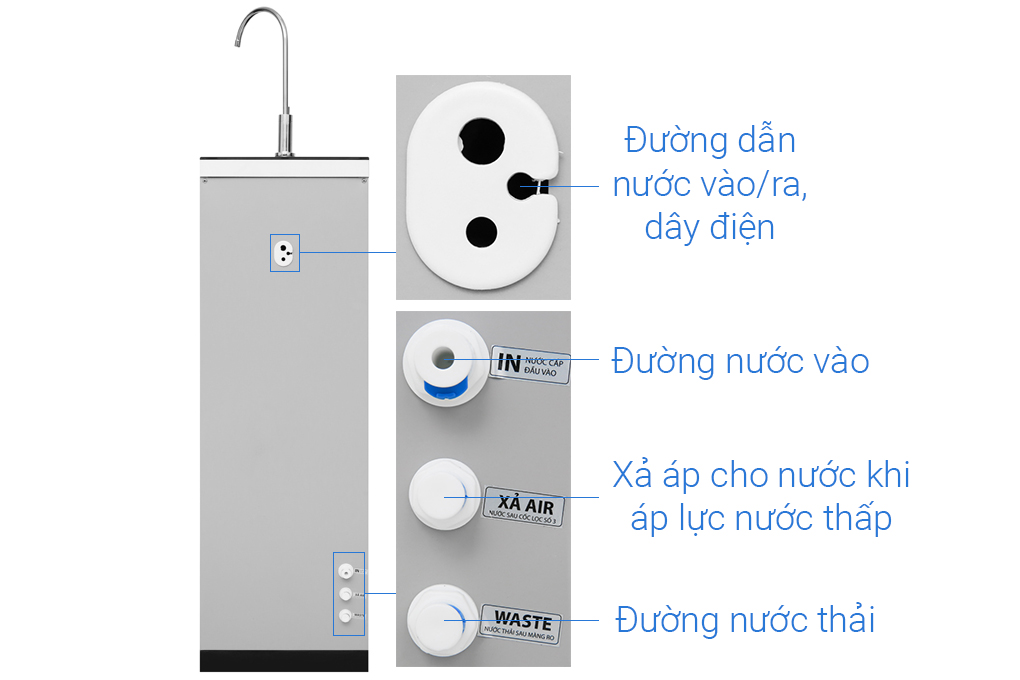 Đường dẫn
nước vào/ra,
dây điện
IN NƯỚC CẤP
ĐẦU VÀO
Đường nước vào
XẢ AIR
NƯỚC SAU CỐC LỌC SỐ 3
Xả áp cho nước khi
áp lực nước thấp
WASTE
NƯỚC THẢI SAU MÀNG RO
Đường nước thải